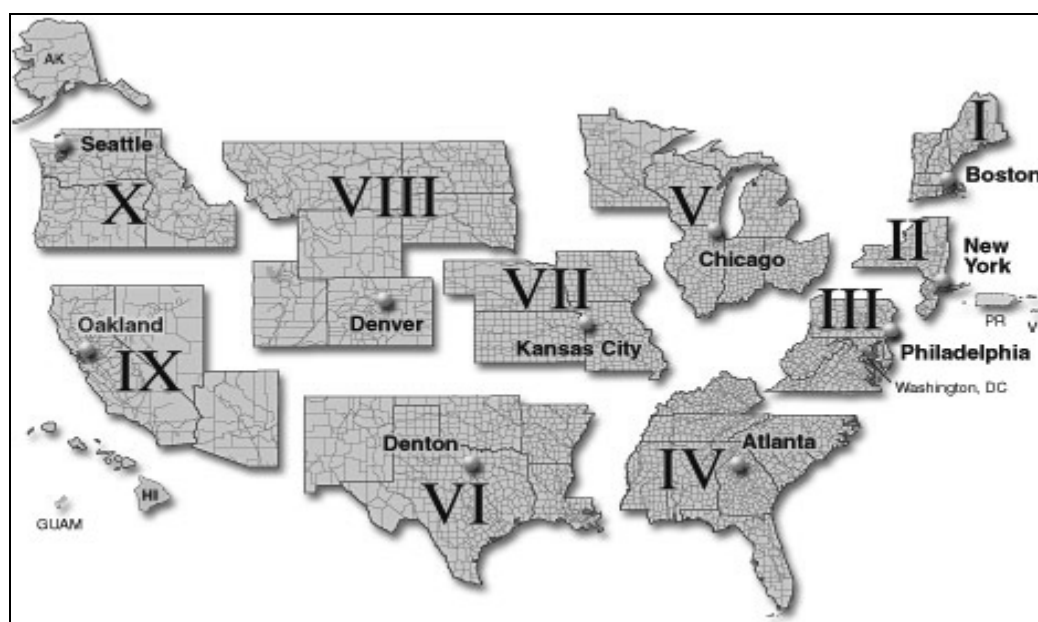 AK
Seattle
X
VIII
V
I
Boston
II
New
York
Chicago
VII
Denver
III
PR
V
Oakland
IX
Kansas City
Philadelphia
Washington, DC
Denton
VI
Atlanta
IV
HI
GUAM